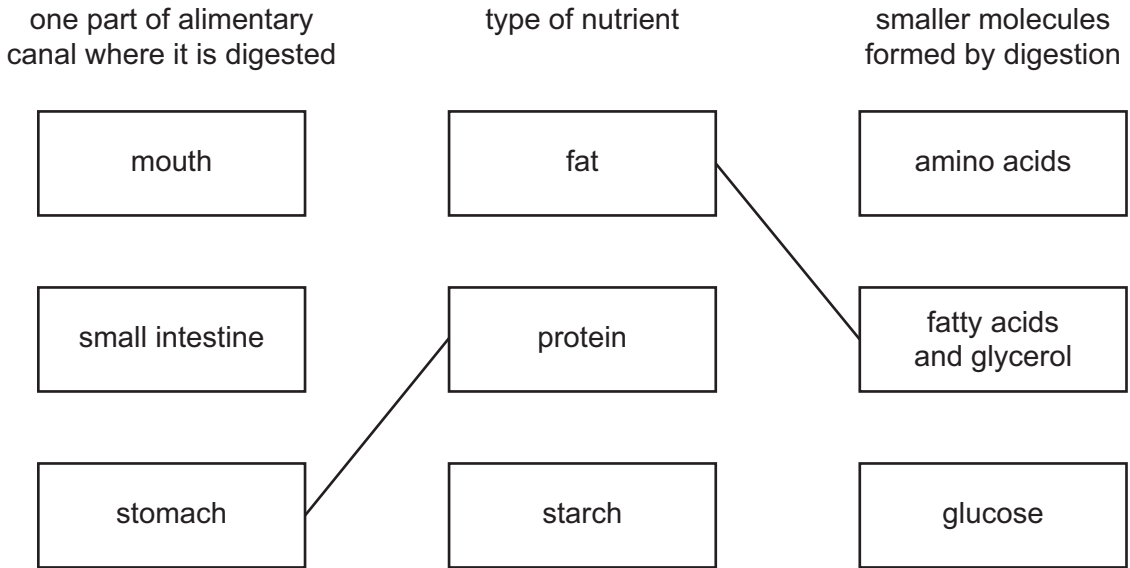 one part of alimentary
canal where it is digested
type of nutrient
smaller molecules
formed by digestion
mouth
fat
amino acids
small intestine
protein
fatty acids
and glycerol
stomach
starch
glucose